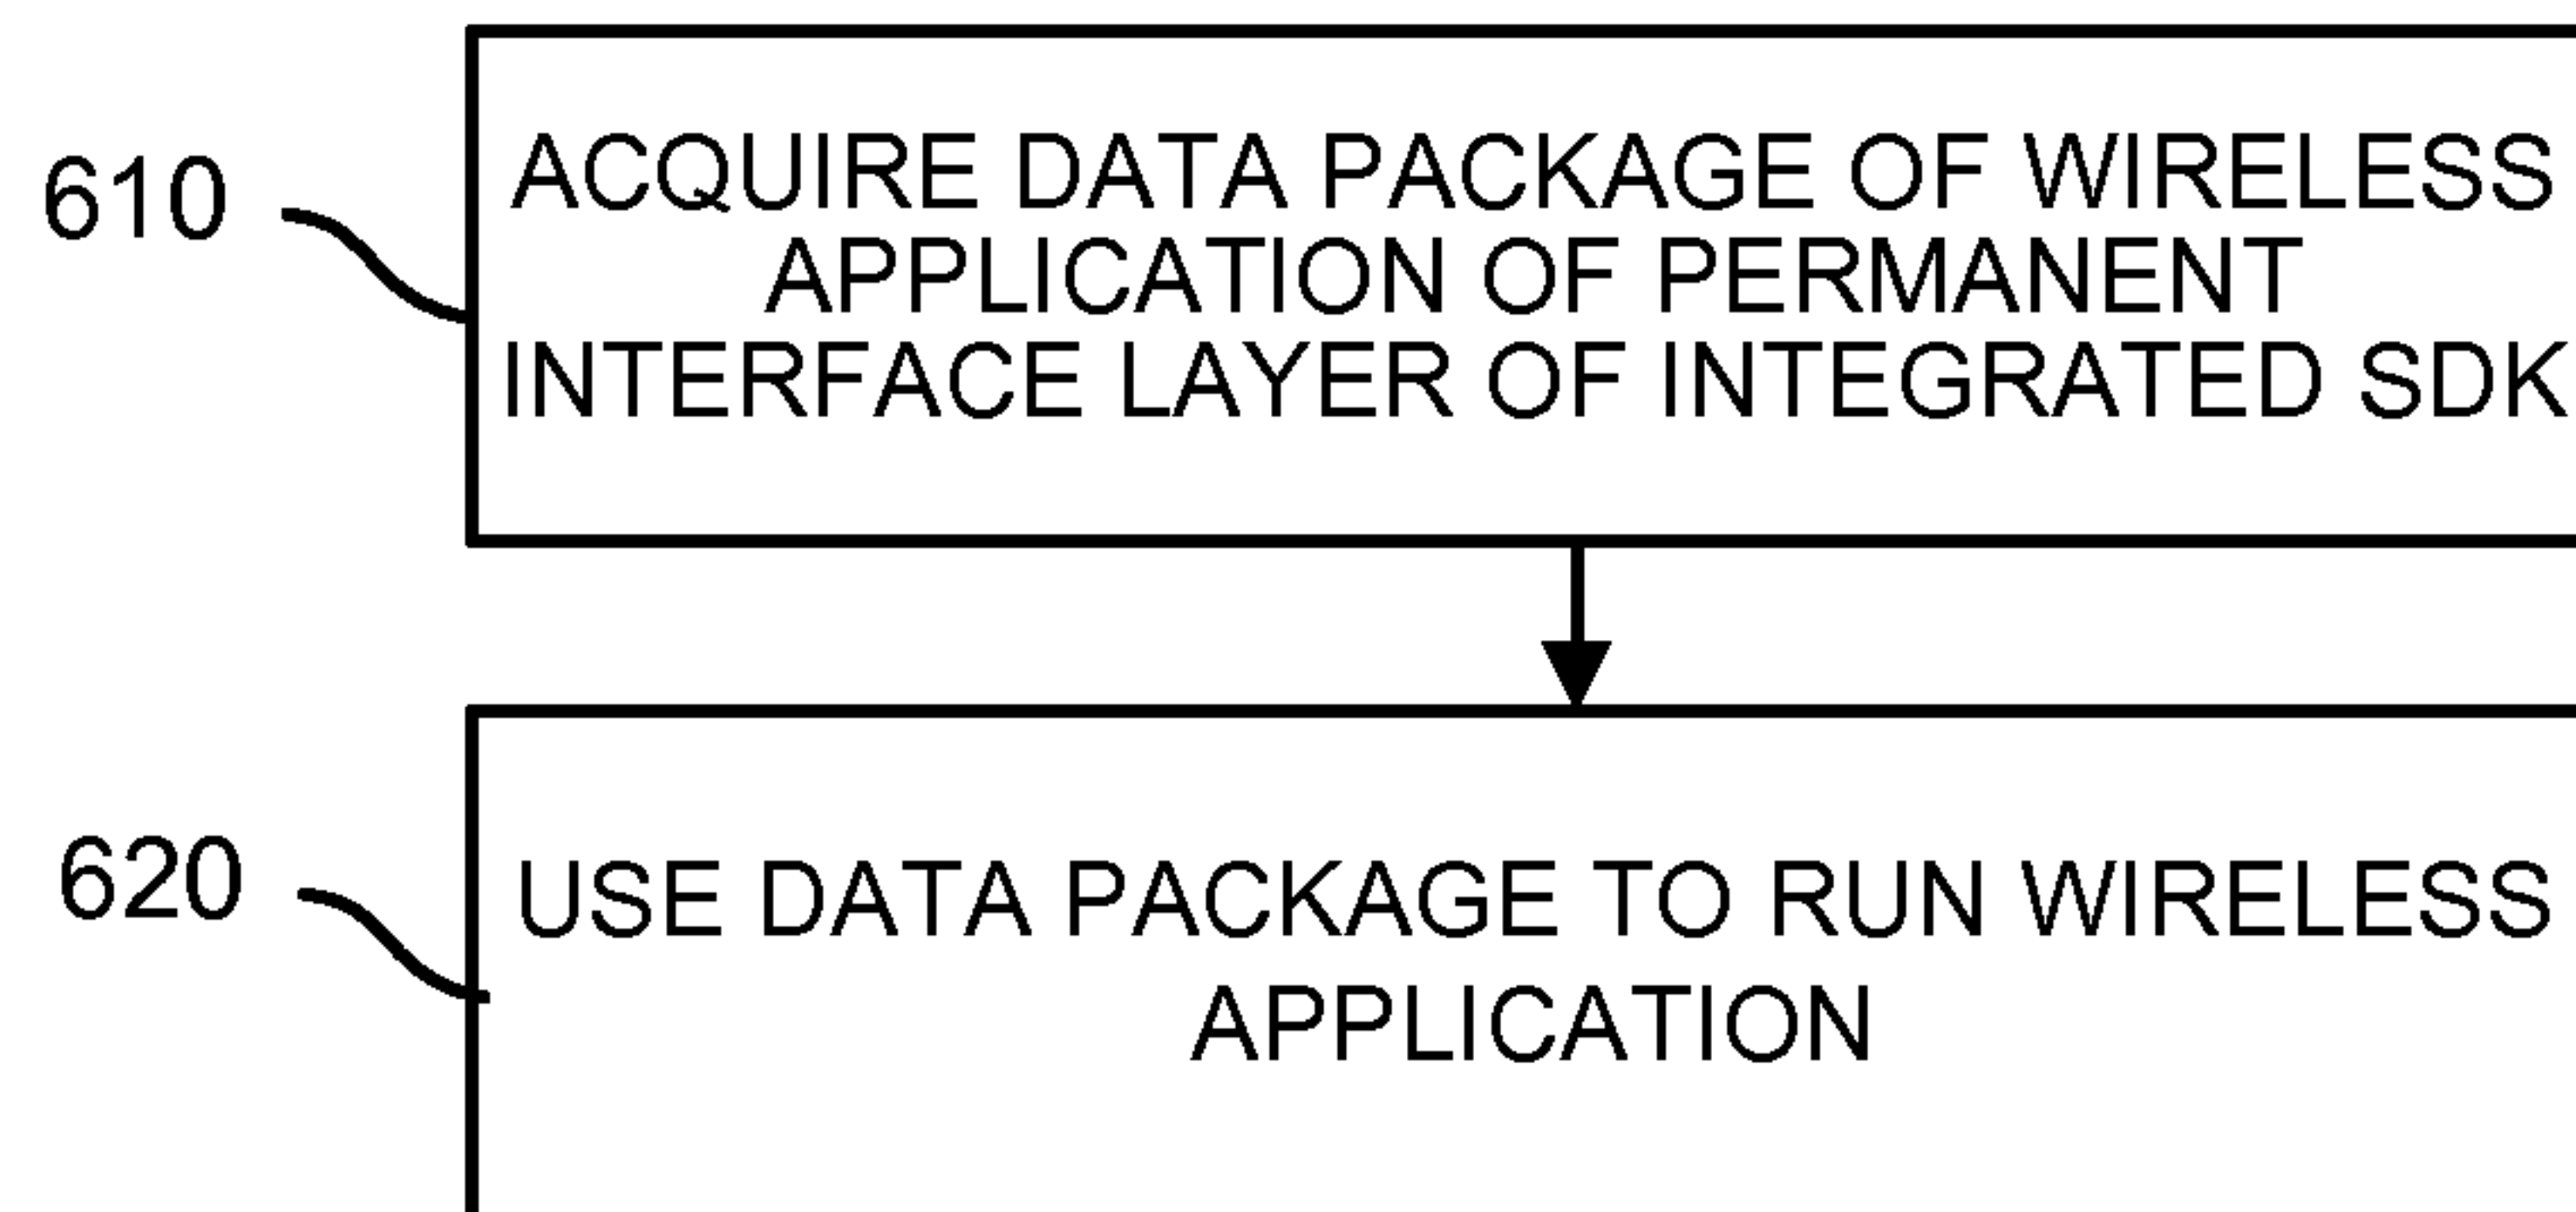 610
ACQUIRE DATA PACKAGE OF WIRELESS
APPLICATION OF PERMANENT
INTERFACE LAYER OF INTEGRATED SDK
620
USE DATA PACKAGE TO RUN WIRELESS
APPLICATION